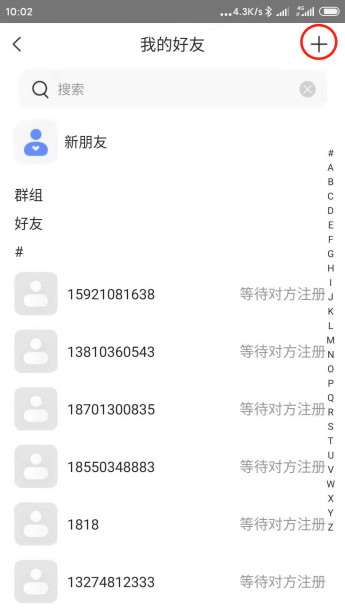 10:02 ...4.3K/s 4G
我的好友
搜索
新朋友
群组
好友
#
15921081638 等待对方注册
13810360543 等待对方注册
18701300835 等待对方注册
18550348883 等待对方注册
1818 等待对方注册
13274812333 等待对方注册
#
A
B
C
D
E
F
G
H
I
J
K
L
M
N
O
P
Q
R
S
T
U
V
W
X
Y
Z